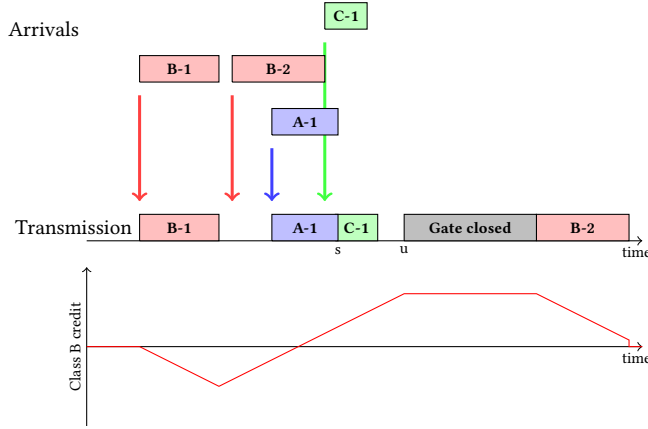 C-1
Arrivals
B-1 B-2
A-1
Transmission B-1 A-1 C-1 Gate closed B-2
s u time
Class B credit
time